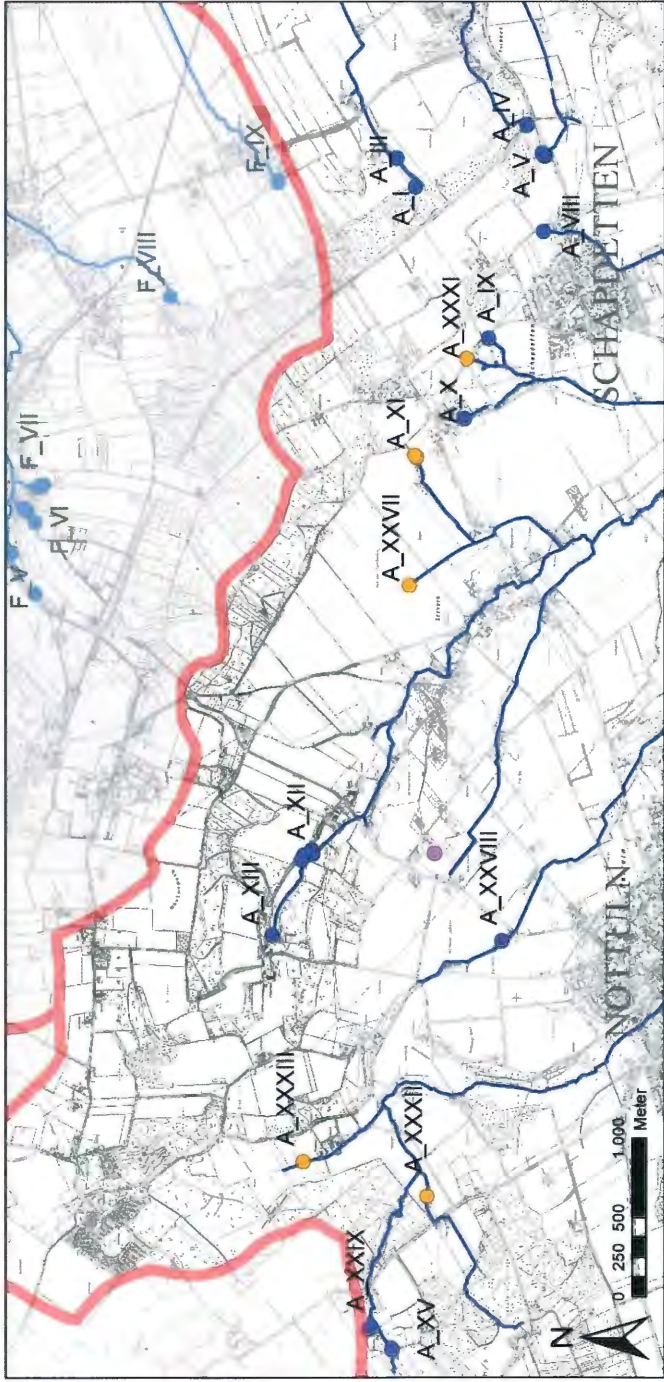 F_V
F_VII
F_VI
F_VIII
F_IX
A_III
A_I
A_IV
A_V
A_VIII
A_XXXI
A_IX
A_X
A_XI
A_XXVII
A_XII
A_XIII
A_XXVIII
A_XXXIII
A_XXXII
A_XXIX
A_XV
SCHAPDETTEN
NOTTULN
N
0 250 500 1.000
Meter